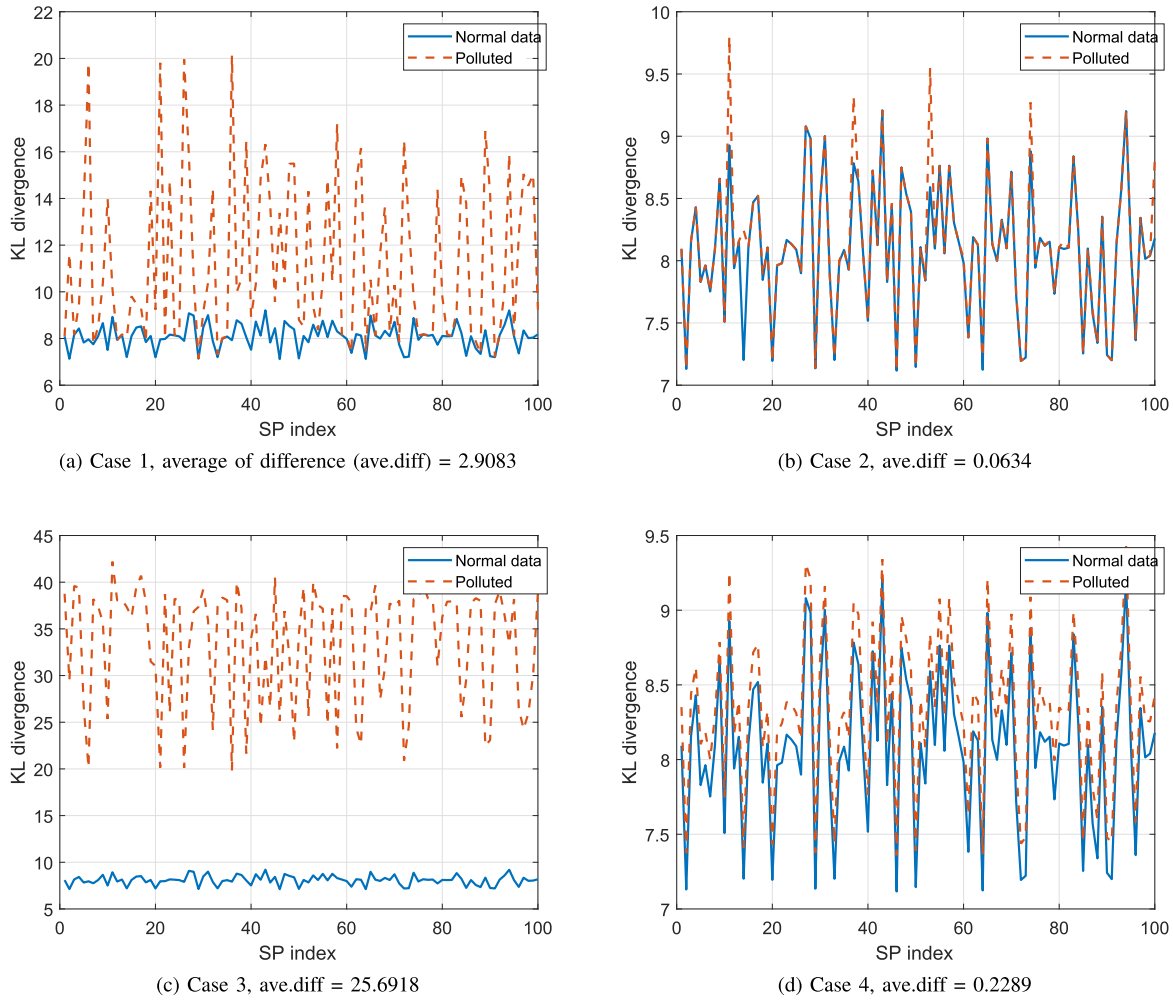 22
20
18
16
14
12
10
8
6
KL divergence
Normal data
Polluted
0 20 40 60 80 100
SP index
(a) Case 1, average of difference (ave.diff) = 2.9083
10
9.5
9
8.5
8
7.5
7
KL divergence
Normal data
Polluted
0 20 40 60 80 100
SP index
(b) Case 2, ave.diff = 0.0634
45
40
35
30
25
20
15
10
5
KL divergence
Normal data
Polluted
0 20 40 60 80 100
SP index
(c) Case 3, ave.diff = 25.6918
9.5
9
8.5
8
7.5
7
KL divergence
Normal data
Polluted
0 20 40 60 80 100
SP index
(d) Case 4, ave.diff = 0.2289